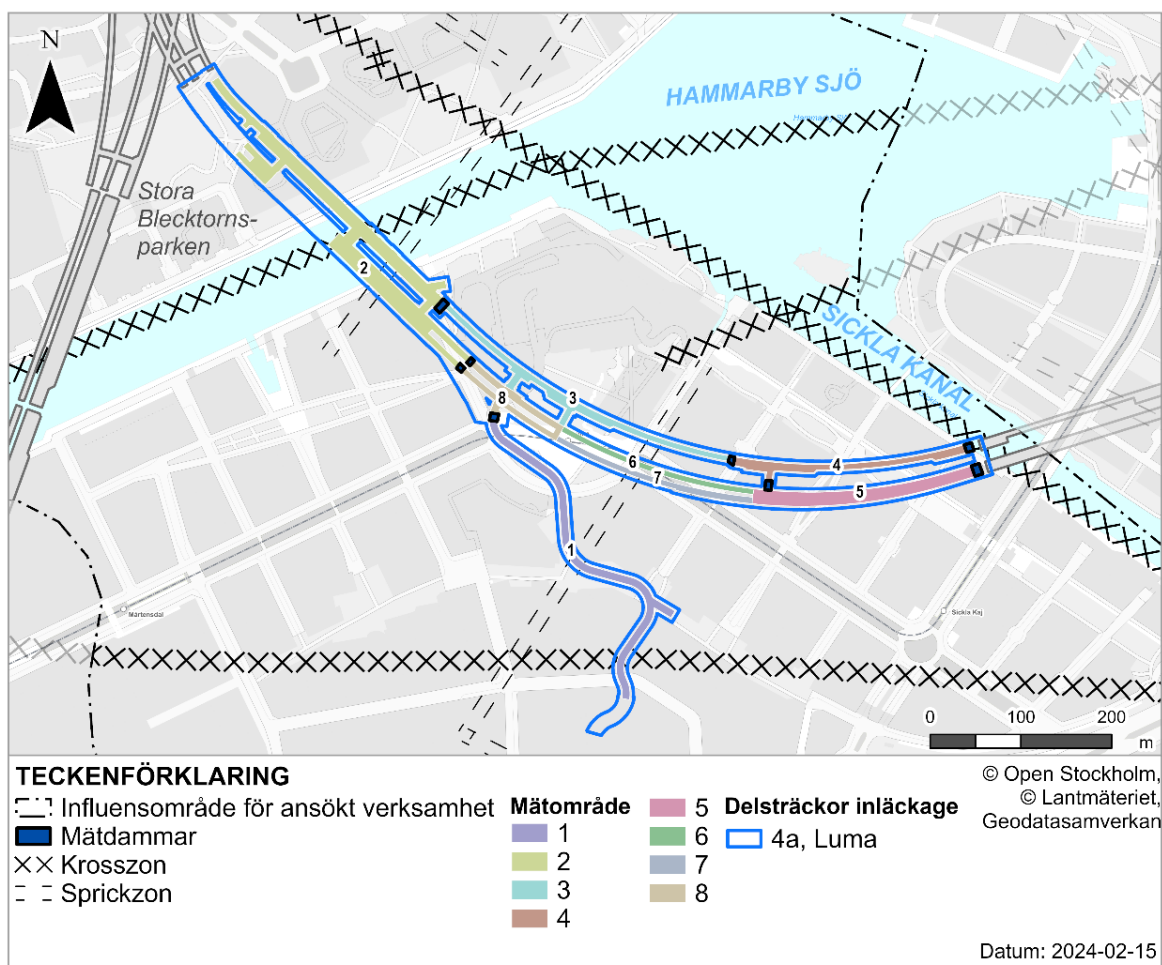 N
HAMMARBY SJÖ
Stora
Blecktorns-
parken
2
SICKLA KANAL
3
8
6
7
4
5
1
Mårtensdal
Sickla Kaj
0 100 200
m
TECKENFÖRKLARING
Influensområde för ansökt verksamhet
Mätdammar
Krosszon
Sprickzon
Mätområde
1
2
3
4
5
6
7
8
Delsträckor inläckage
4a, Luma
© Open Stockholm,
© Lantmäteriet,
Geodatasamverkan
Datum: 2024-02-15